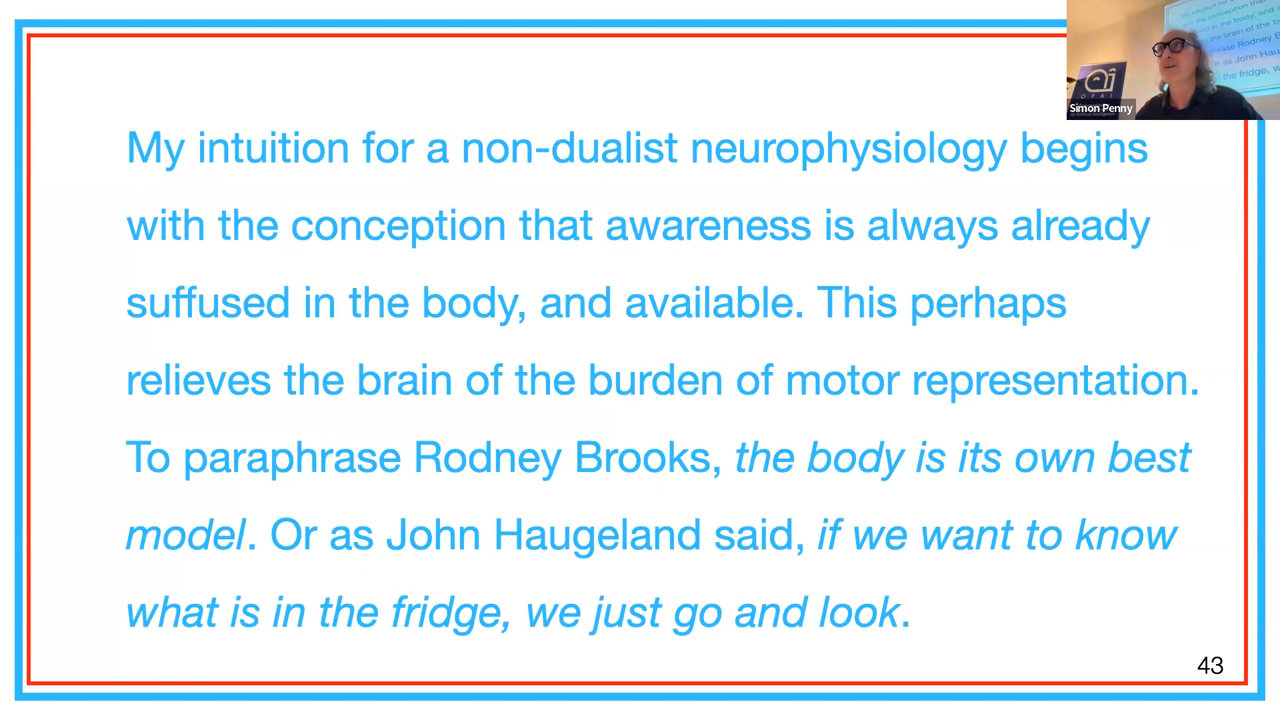 My intuition for a non-dualist neurophysiology begins
with the conception that awareness is always already
suffused in the body, and available. This perhaps
relieves the brain of the burden of motor representation.
To paraphrase Rodney Brooks, the body is its own best
model. Or as John Haugeland said, if we want to know
what is in the fridge, we just go and look.
43
OFAI
Simon Penny